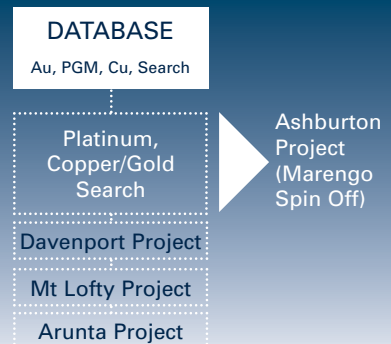 DATABASE
Au, PGM, Cu, Search
Platinum,
Copper/Gold
Search
Ashburton
Project
(Marengo
Spin Off)
Davenport Project
Mt Lofty Project
Arunta Project